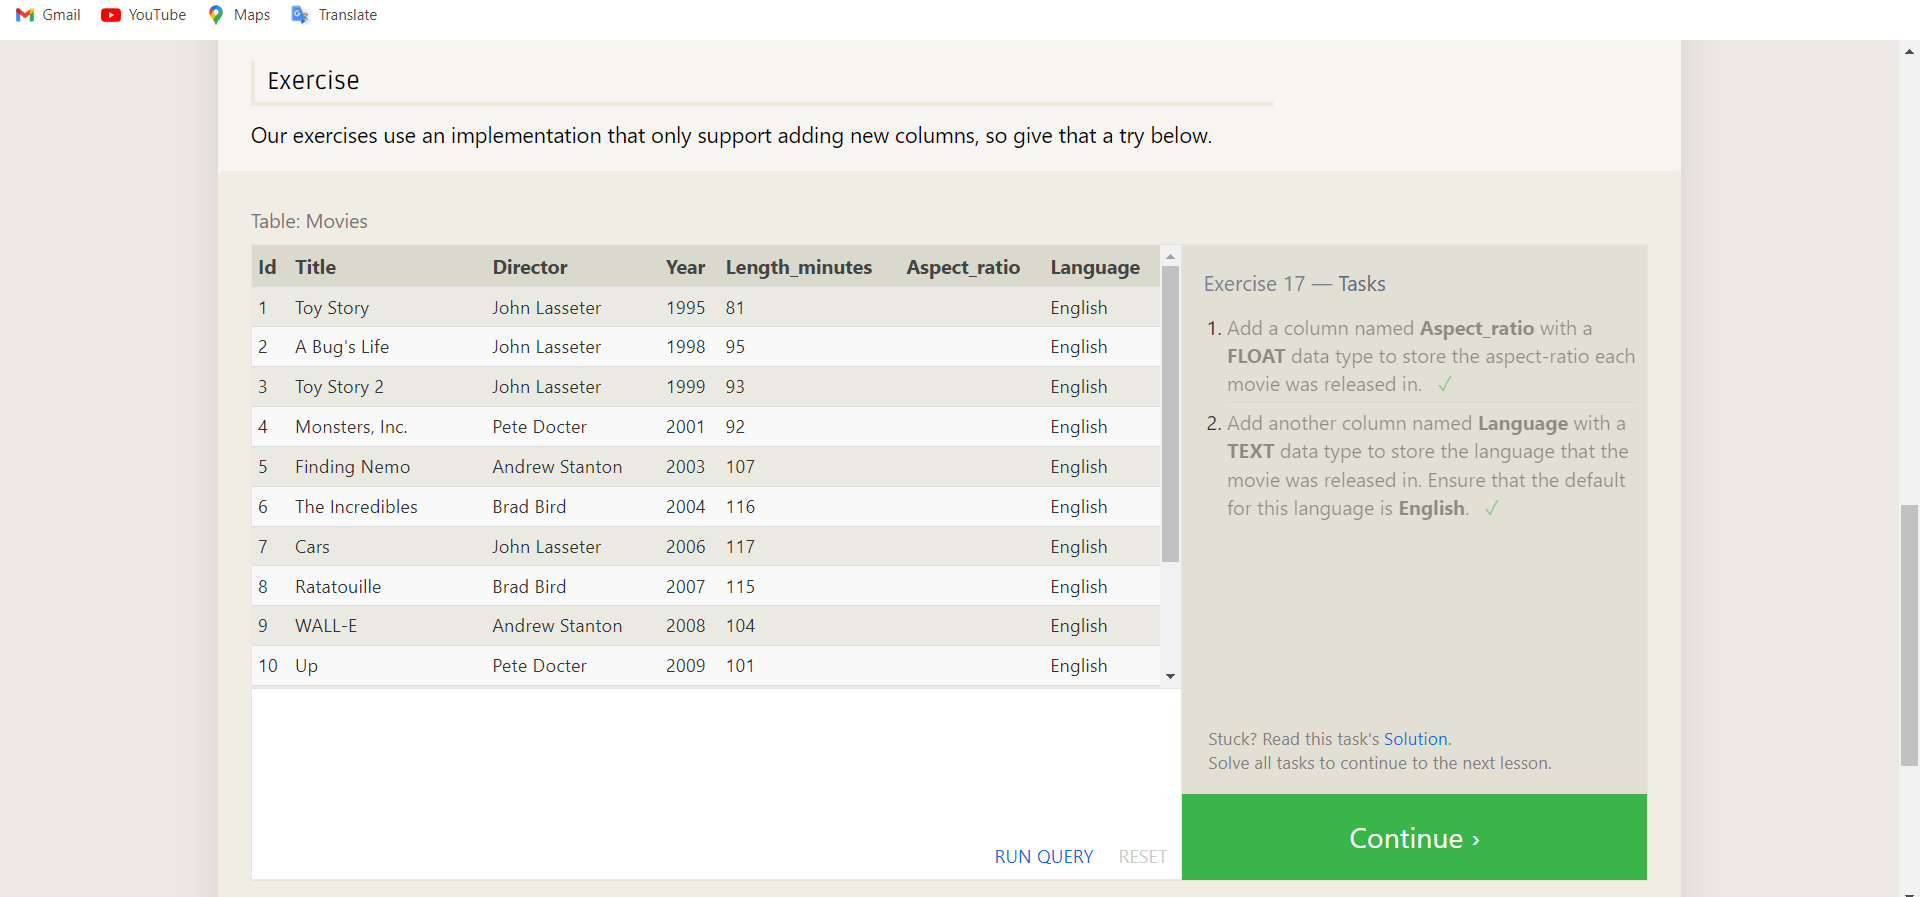 Gmail YouTube Maps Translate
Exercise
Our exercises use an implementation that only support adding new columns, so give that a try below.
Table: Movies
Id Title Director Year Length_minutes Aspect_ratio Language
1 Toy Story John Lasseter 1995 81 English
2 A Bug's Life John Lasseter 1998 95 English
3 Toy Story 2 John Lasseter 1999 93 English
4 Monsters, Inc. Pete Docter 2001 92 English
5 Finding Nemo Andrew Stanton 2003 107 English
6 The Incredibles Brad Bird 2004 116 English
7 Cars John Lasseter 2006 117 English
8 Ratatouille Brad Bird 2007 115 English
9 WALL-E Andrew Stanton 2008 104 English
10 Up Pete Docter 2009 101 English
RUN QUERY RESET
Exercise 17 — Tasks
1. Add a column named Aspect_ratio with a
FLOAT data type to store the aspect-ratio each
movie was released in. ✓
2. Add another column named Language with a
TEXT data type to store the language that the
movie was released in. Ensure that the default
for this language is English. ✓
Stuck? Read this task's Solution.
Solve all tasks to continue to the next lesson.
Continue ›